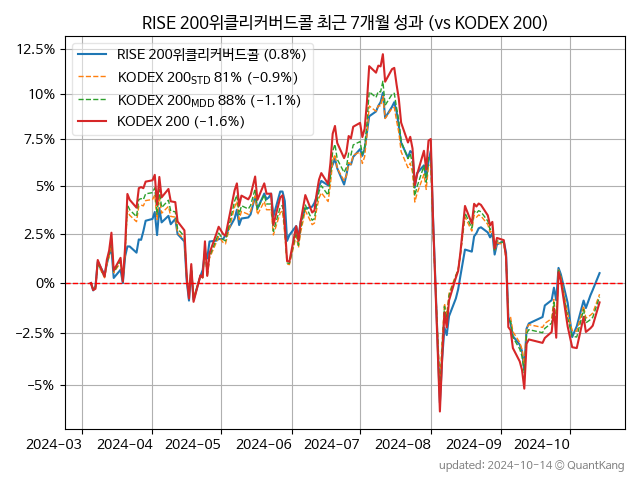 RISE 200위클리커버드콜 최근 7개월 성과 (vs KODEX 200)
12.5%
10%
7.5%
5%
2.5%
0%
−2.5%
−5%
RISE 200위클리커버드콜 (0.8%)
KODEX 200STD 81% (−0.9%)
KODEX 200MDD 88% (−1.1%)
KODEX 200 (−1.6%)
2024-03 2024-04 2024-05 2024-06 2024-07 2024-08 2024-09 2024-10
updated: 2024-10-14 © QuantKang